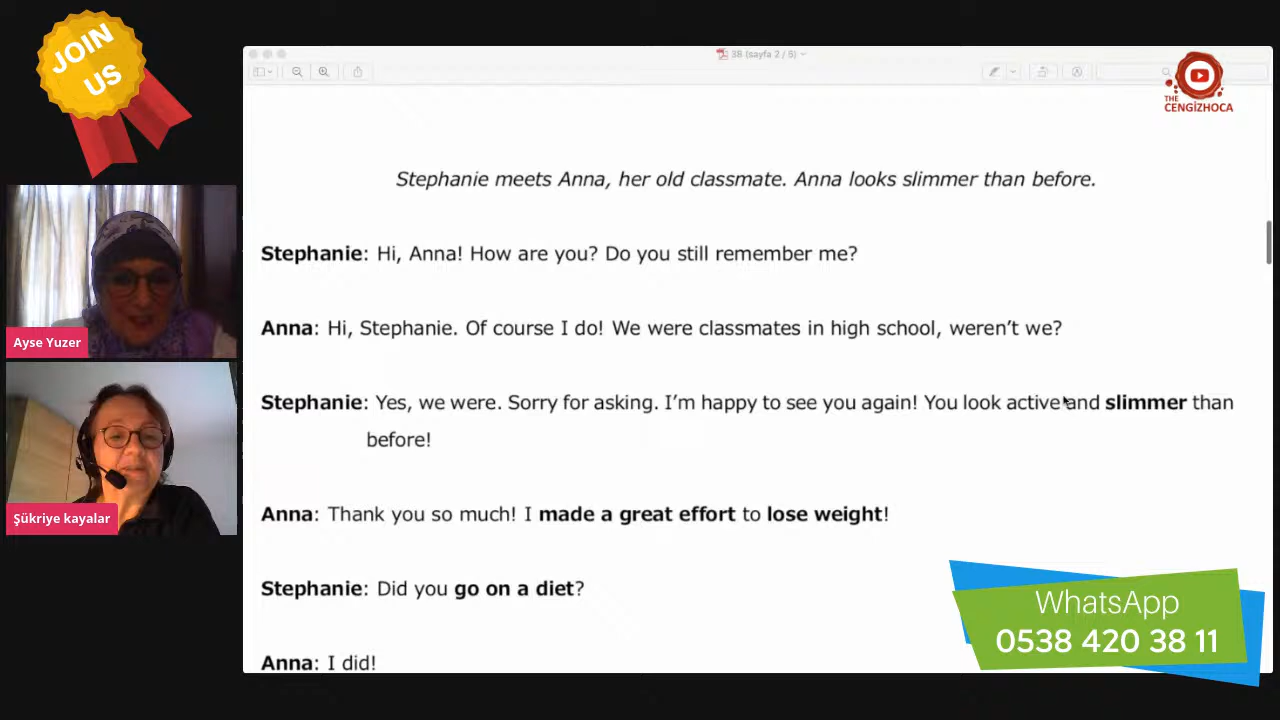 JOIN
US
38 (sayfa 2 / 6)
THE
CENGİZHOCA
Stephanie meets Anna, her old classmate. Anna looks slimmer than before.
Stephanie: Hi, Anna! How are you? Do you still remember me?
Anna: Hi, Stephanie. Of course I do! We were classmates in high school, weren't we?
Stephanie: Yes, we were. Sorry for asking. I'm happy to see you again! You look active and slimmer than
before!
Anna: Thank you so much! I made a great effort to lose weight!
Stephanie: Did you go on a diet?
Anna: I did!
Ayse Yuzer
Şükriye kayalar
WhatsApp
0538 420 38 11